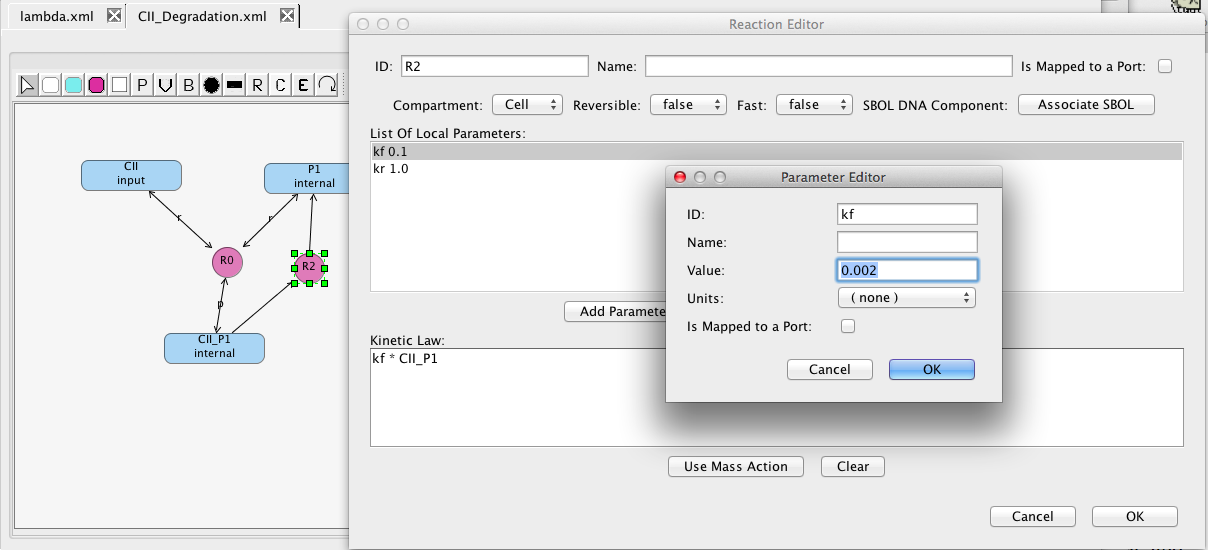 lambda.xml
CII_Degradation.xml
Reaction Editor
ID: R2 Name: Is Mapped to a Port:
Compartment: Cell Reversible: false Fast: false SBOL DNA Component: Associate SBOL
List Of Local Parameters:
kf 0.1
kr 1.0
Add Paramete
Kinetic Law:
kf * CII_P1
Use Mass Action
Clear
Cancel
OK
Parameter Editor
ID: kf
Name:
Value: 0.002
Units: ( none )
Is Mapped to a Port:
Cancel
OK
P
V
B
R
C
E
CII
input
P1
internal
r
r
R0
R2
p
CII_P1
internal